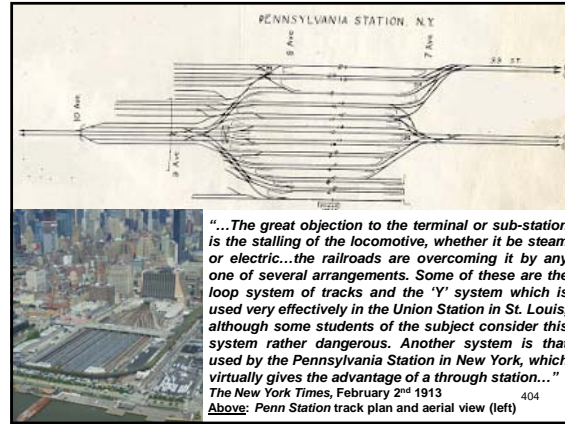 PENNSYLVANIA STATION. N.Y.
8 Ave
7 Ave
33 ST.
10 Ave
9 Ave
“…The great objection to the terminal or sub-station
is the stalling of the locomotive, whether it be steam
or electric…the railroads are overcoming it by any
one of several arrangements. Some of these are the
loop system of tracks and the ‘Y’ system which is
used very effectively in the Union Station in St. Louis,
although some students of the subject consider this
system rather dangerous. Another system is that
used by the Pennsylvania Station in New York, which
virtually gives the advantage of a through station…”
The New York Times, February 2nd 1913
404
Above: Penn Station track plan and aerial view (left)